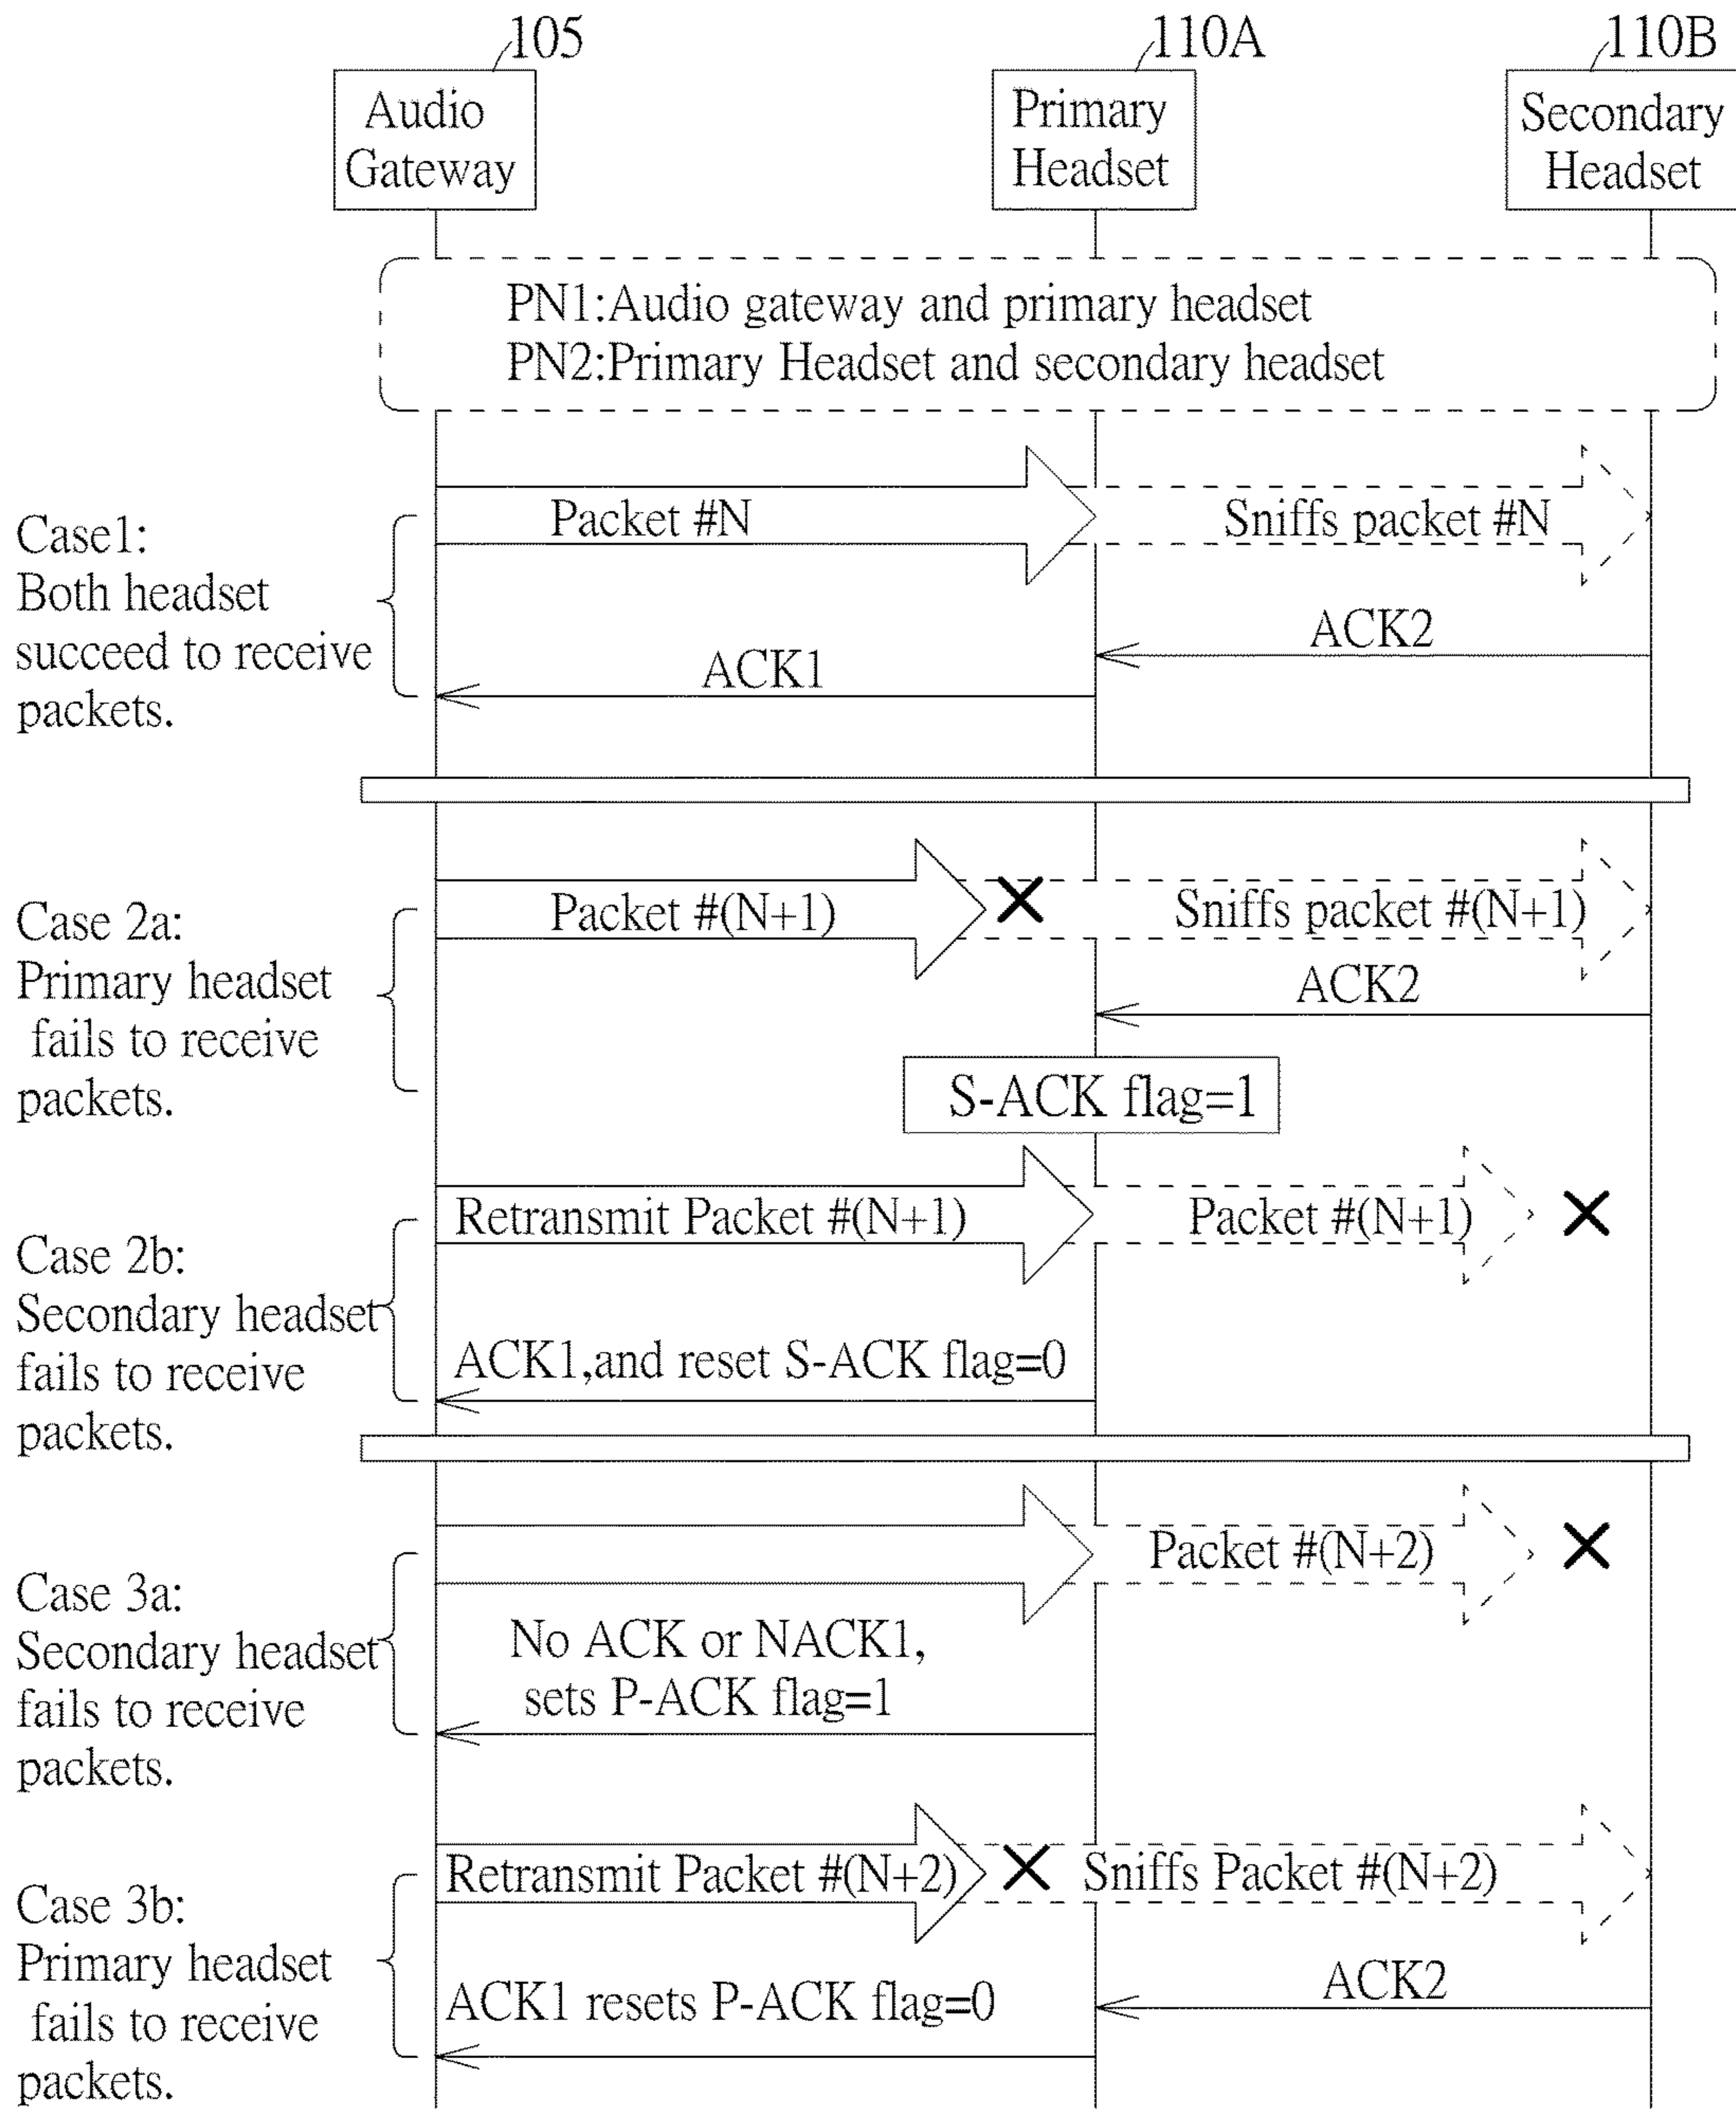 105
110A
110B
Audio
Gateway
Primary
Headset
Secondary
Headset
PN1:Audio gateway and primary headset
PN2:Primary Headset and secondary headset
Case1:
Both headset
succeed to receive
packets.
Packet #N
Sniffs packet #N
ACK2
ACK1
Case 2a:
Primary headset
fails to receive
packets.
Packet #(N+1)
Sniffs packet #(N+1)
ACK2
S-ACK flag=1
Case 2b:
Secondary headset
fails to receive
packets.
Retransmit Packet #(N+1)
Packet #(N+1)
ACK1,and reset S-ACK flag=0
Case 3a:
Secondary headset
fails to receive
packets.
Packet #(N+2)
No ACK or NACK1,
sets P-ACK flag=1
Case 3b:
Primary headset
fails to receive
packets.
Retransmit Packet #(N+2)
Sniffs Packet #(N+2)
ACK2
ACK1 resets P-ACK flag=0